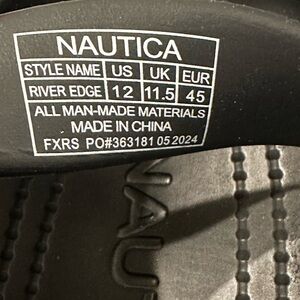 NAUTICA
STYLE NAME US UK EUR
RIVER EDGE 12 11.5 45
ALL MAN-MADE MATERIALS
MADE IN CHINA
FXRS PO#363181 05 2024
NAUT